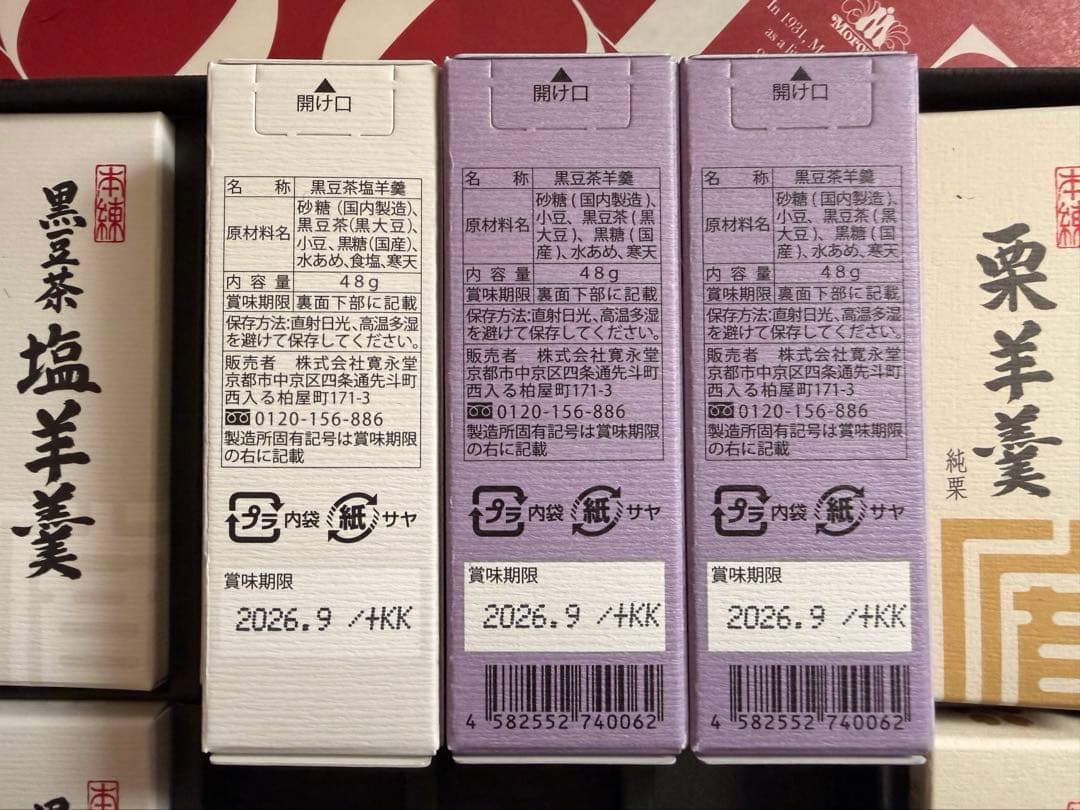 In 1931, M
as a li
本練
黒豆茶
塩羊羹
▲
開け口
名 称 黒豆茶塩羊羹
原材料名 砂糖(国内製造)、
黒豆茶(黒大豆)、
小豆、黒糖(国産)、
水あめ、食塩、寒天
内容量 48g
賞味期限 裏面下部に記載
保存方法:直射日光、高温多湿
を避けて保存してください。
販売者 株式会社寛永堂
京都市中京区四条通先斗町
西入る柏屋町171-3
0120-156-886
製造所固有記号は賞味期限
の右に記載
プラ 内袋 紙 サヤ
賞味期限
2026.9 /+KK
▲
開け口
名 称 黒豆茶羊羹
原材料名 砂糖(国内製造)、
小豆、黒豆茶(黒
大豆)、黒糖(国
産)、水あめ、寒天
内容量 48g
賞味期限 裏面下部に記載
保存方法:直射日光、高温多湿
を避けて保存してください。
販売者 株式会社寛永堂
京都市中京区四条通先斗町
西入る柏屋町171-3
0120-156-886
製造所固有記号は賞味期限
の右に記載
プラ 内袋 紙 サヤ
賞味期限
2026.9 /+KK
4 582552 740062
▲
開け口
名 称 黒豆茶羊羹
原材料名 砂糖(国内製造)、
小豆、黒豆茶(黒
大豆)、黒糖(国
産)、水あめ、寒天
内容量 48g
賞味期限 裏面下部に記載
保存方法:直射日光、高温多湿
を避けて保存してください。
販売者 株式会社寛永堂
京都市中京区四条通先斗町
西入る柏屋町171-3
0120-156-886
製造所固有記号は賞味期限
の右に記載
プラ 内袋 紙 サヤ
賞味期限
2026.9 /+KK
4 582552 740062
本練
栗羊羹
純栗